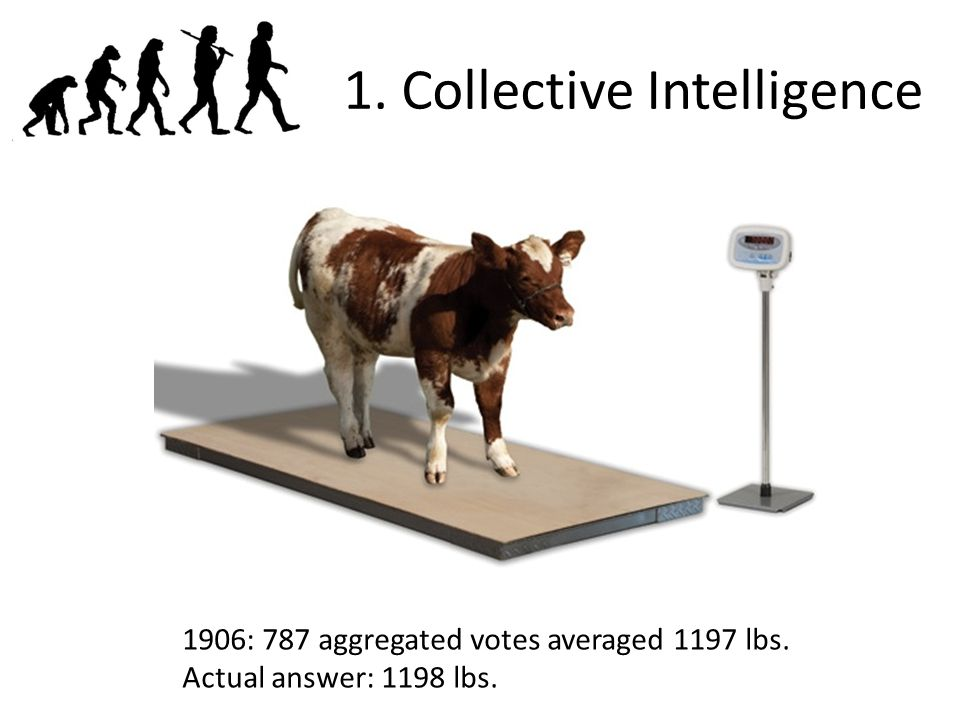 1. Collective Intelligence
1906: 787 aggregated votes averaged 1197 lbs.
Actual answer: 1198 lbs.